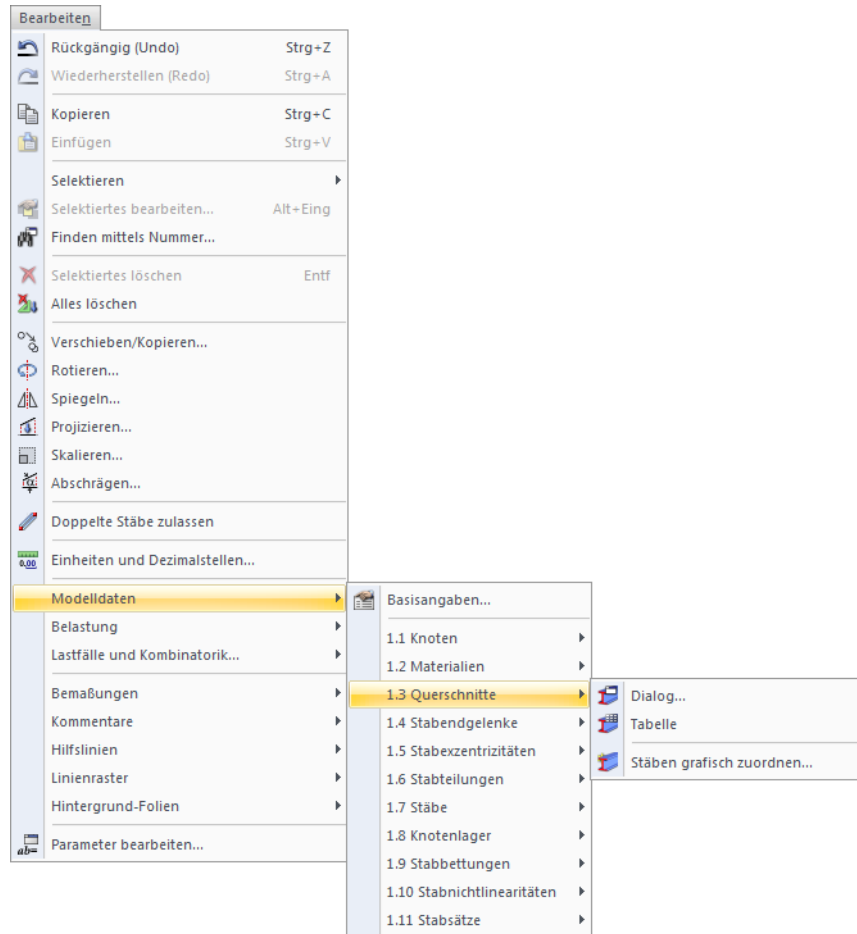 Bearbeiten
Rückgängig (Undo) Strg+Z
Wiederherstellen (Redo) Strg+A
Kopieren Strg+C
Einfügen Strg+V
Selektieren
Selektiertes bearbeiten... Alt+Eing
Finden mittels Nummer...
Selektiertes löschen Entf
Alles löschen
Verschieben/Kopieren...
Rotieren...
Spiegeln...
Projizieren...
Skalieren...
Abschrägen...
Doppelte Stäbe zulassen
0,00 Einheiten und Dezimalstellen...
Modelldaten
Belastung
Lastfälle und Kombinatorik...
Bemaßungen
Kommentare
Hilfslinien
Linienraster
Hintergrund-Folien
ab= Parameter bearbeiten...
Basisangaben...
1.1 Knoten
1.2 Materialien
1.3 Querschnitte
1.4 Stabendgelenke
1.5 Stabexzentrizitäten
1.6 Stabteilungen
1.7 Stäbe
1.8 Knotenlager
1.9 Stabbettungen
1.10 Stabnichtlinearitäten
1.11 Stabsätze
Dialog...
Tabelle
Stäben grafisch zuordnen...